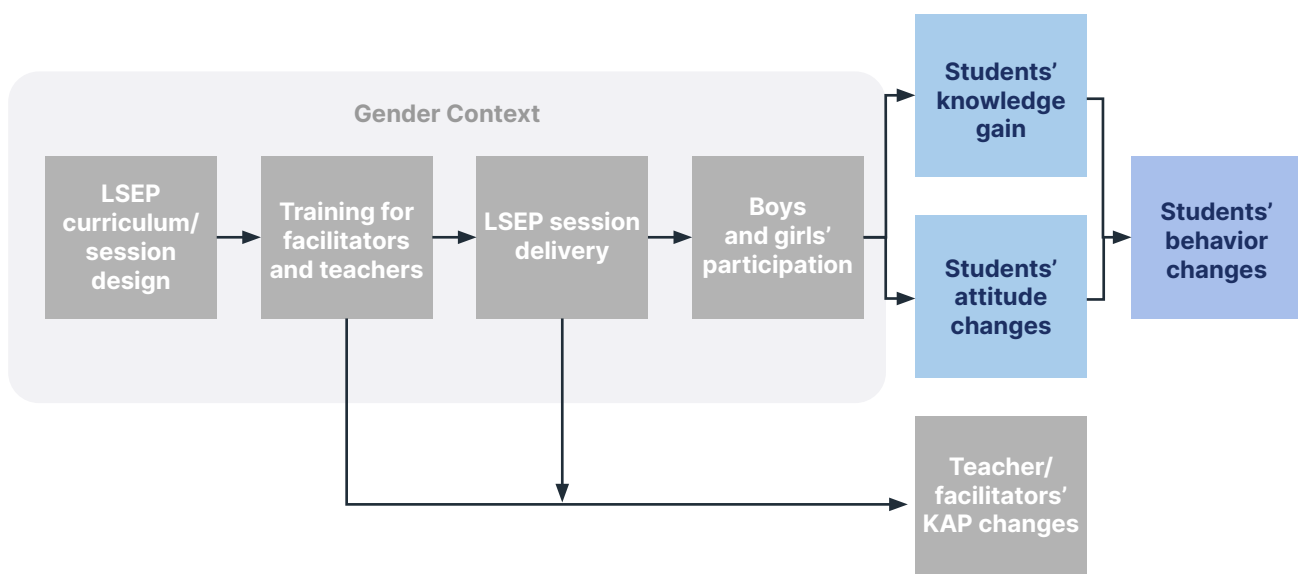 Gender Context
LSEP
curriculum/
session
design
Training for
facilitators
and teachers
LSEP session
delivery
Boys
and girls’
participation
Students’
knowledge
gain
Students’
attitude
changes
Students’
behavior
changes
Teacher/
facilitators’
KAP changes